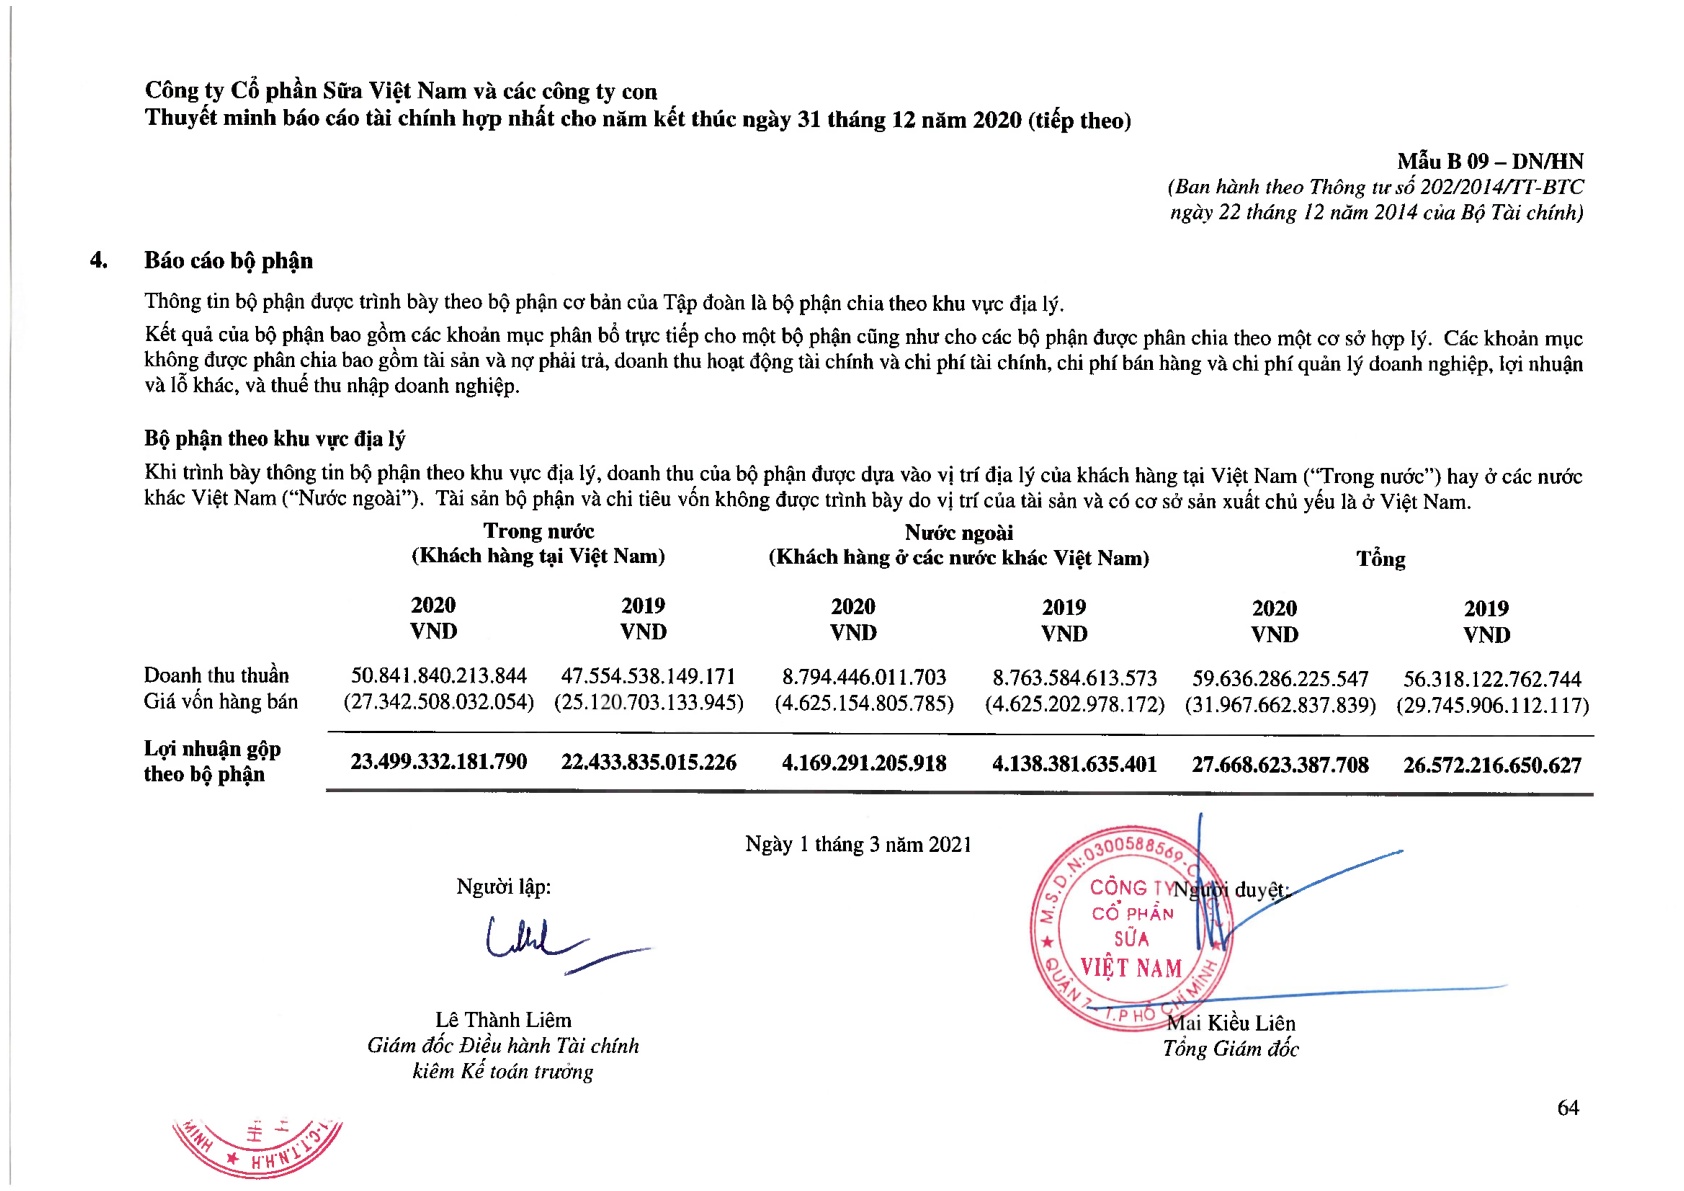 Công ty Cổ phần Sữa Việt Nam và các công ty con
Thuyết minh báo cáo tài chính hợp nhất cho năm kết thúc ngày 31 tháng 12 năm 2020 (tiếp theo)
Mẫu B 09 – DN/HN
(Ban hành theo Thông tư số 202/2014/TT-BTC
ngày 22 tháng 12 năm 2014 của Bộ Tài chính)
4. Báo cáo bộ phận
Thông tin bộ phận được trình bày theo bộ phận cơ bản của Tập đoàn là bộ phận chia theo khu vực địa lý.
Kết quả của bộ phận bao gồm các khoản mục phân bổ trực tiếp cho một bộ phận cũng như cho các bộ phận được phân chia theo một cơ sở hợp lý. Các khoản mục
không được phân chia bao gồm tài sản và nợ phải trả, doanh thu hoạt động tài chính và chi phí tài chính, chi phí bán hàng và chi phí quản lý doanh nghiệp, lợi nhuận
và lỗ khác, và thuế thu nhập doanh nghiệp.
Bộ phận theo khu vực địa lý
Khi trình bày thông tin bộ phận theo khu vực địa lý, doanh thu của bộ phận được dựa vào vị trí địa lý của khách hàng tại Việt Nam (“Trong nước”) hay ở các nước
khác Việt Nam (“Nước ngoài”). Tài sản bộ phận và chi tiêu vốn không được trình bày do vị trí của tài sản và có cơ sở sản xuất chủ yếu là ở Việt Nam.
Trong nước Nước ngoài
(Khách hàng tại Việt Nam) (Khách hàng ở các nước khác Việt Nam) Tổng
2020 2019 2020 2019 2020 2019
VND VND VND VND VND VND
Doanh thu thuần 50.841.840.213.844 47.554.538.149.171 8.794.446.011.703 8.763.584.613.573 59.636.286.225.547 56.318.122.762.744
Giá vốn hàng bán (27.342.508.032.054) (25.120.703.133.945) (4.625.154.805.785) (4.625.202.978.172) (31.967.662.837.839) (29.745.906.112.117)
Lợi nhuận gộp
theo bộ phận 23.499.332.181.790 22.433.835.015.226 4.169.291.205.918 4.138.381.635.401 27.668.623.387.708 26.572.216.650.627
Ngày 1 tháng 3 năm 2021
Người lập: Người duyệt:
M.S.D.N: 0300588569-C
CÔNG TY
CỔ PHẦN
SỮA
VIỆT NAM
QUẬN 7 - T.P HỒ CHÍ MINH
Lê Thành Liêm Mai Kiều Liên
Giám đốc Điều hành Tài chính Tổng Giám đốc
kiêm Kế toán trưởng
64
MINH
C.T.T.N.H.H